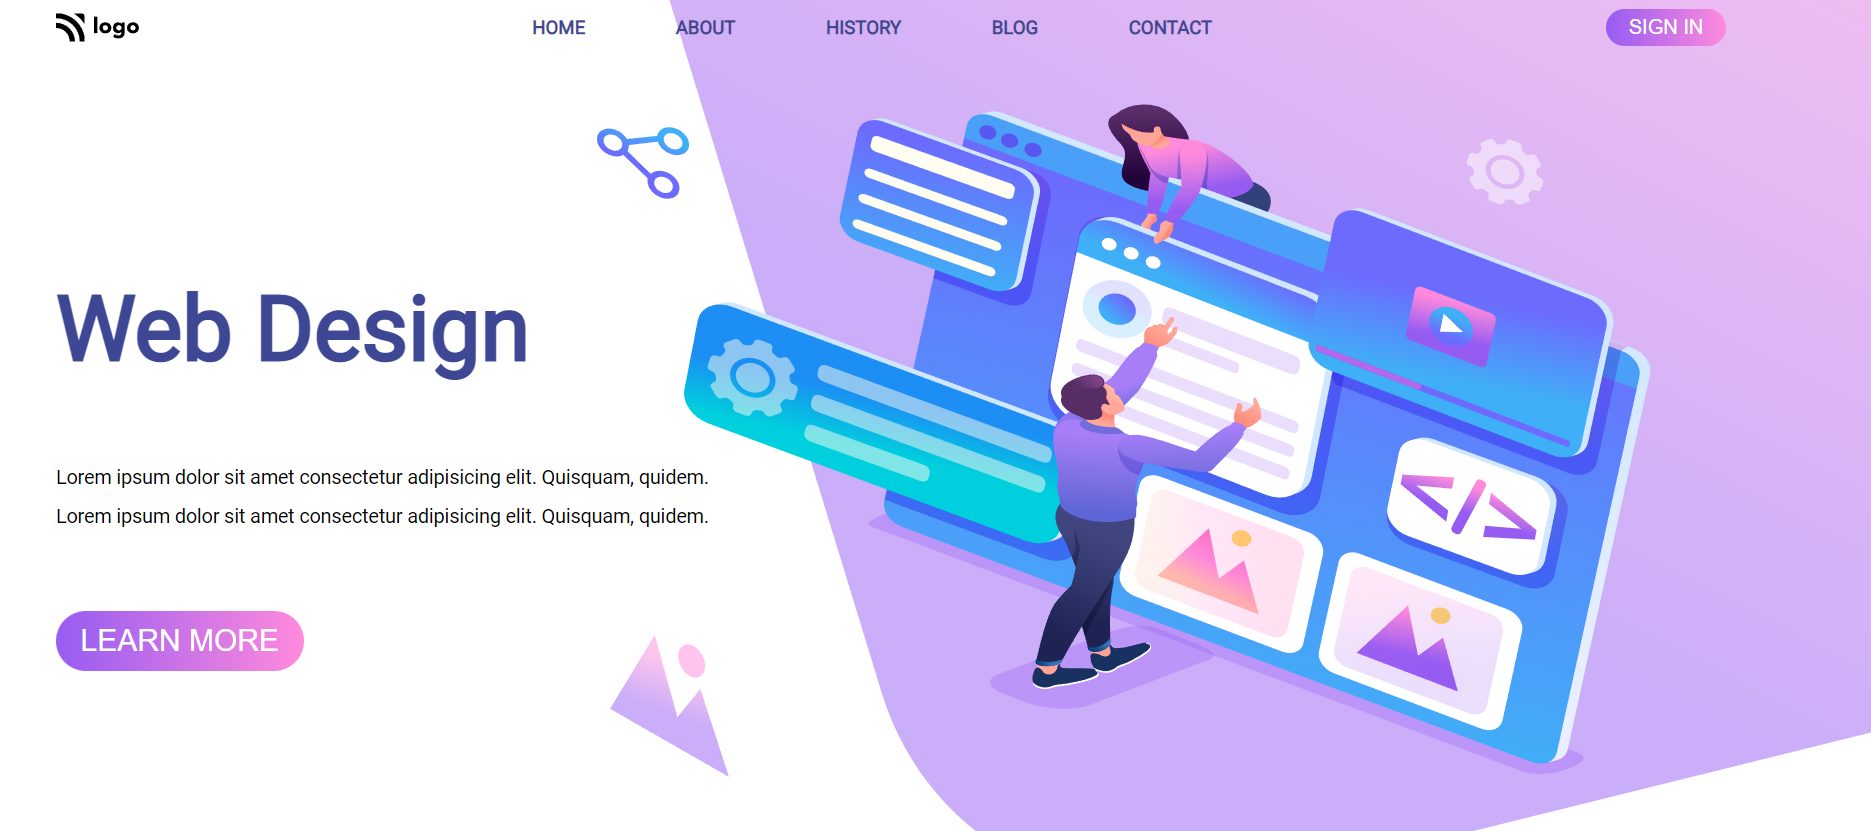 logo
HOME ABOUT HISTORY BLOG CONTACT SIGN IN
Web Design
Lorem ipsum dolor sit amet consectetur adipisicing elit. Quisquam, quidem.
Lorem ipsum dolor sit amet consectetur adipisicing elit. Quisquam, quidem.
LEARN MORE